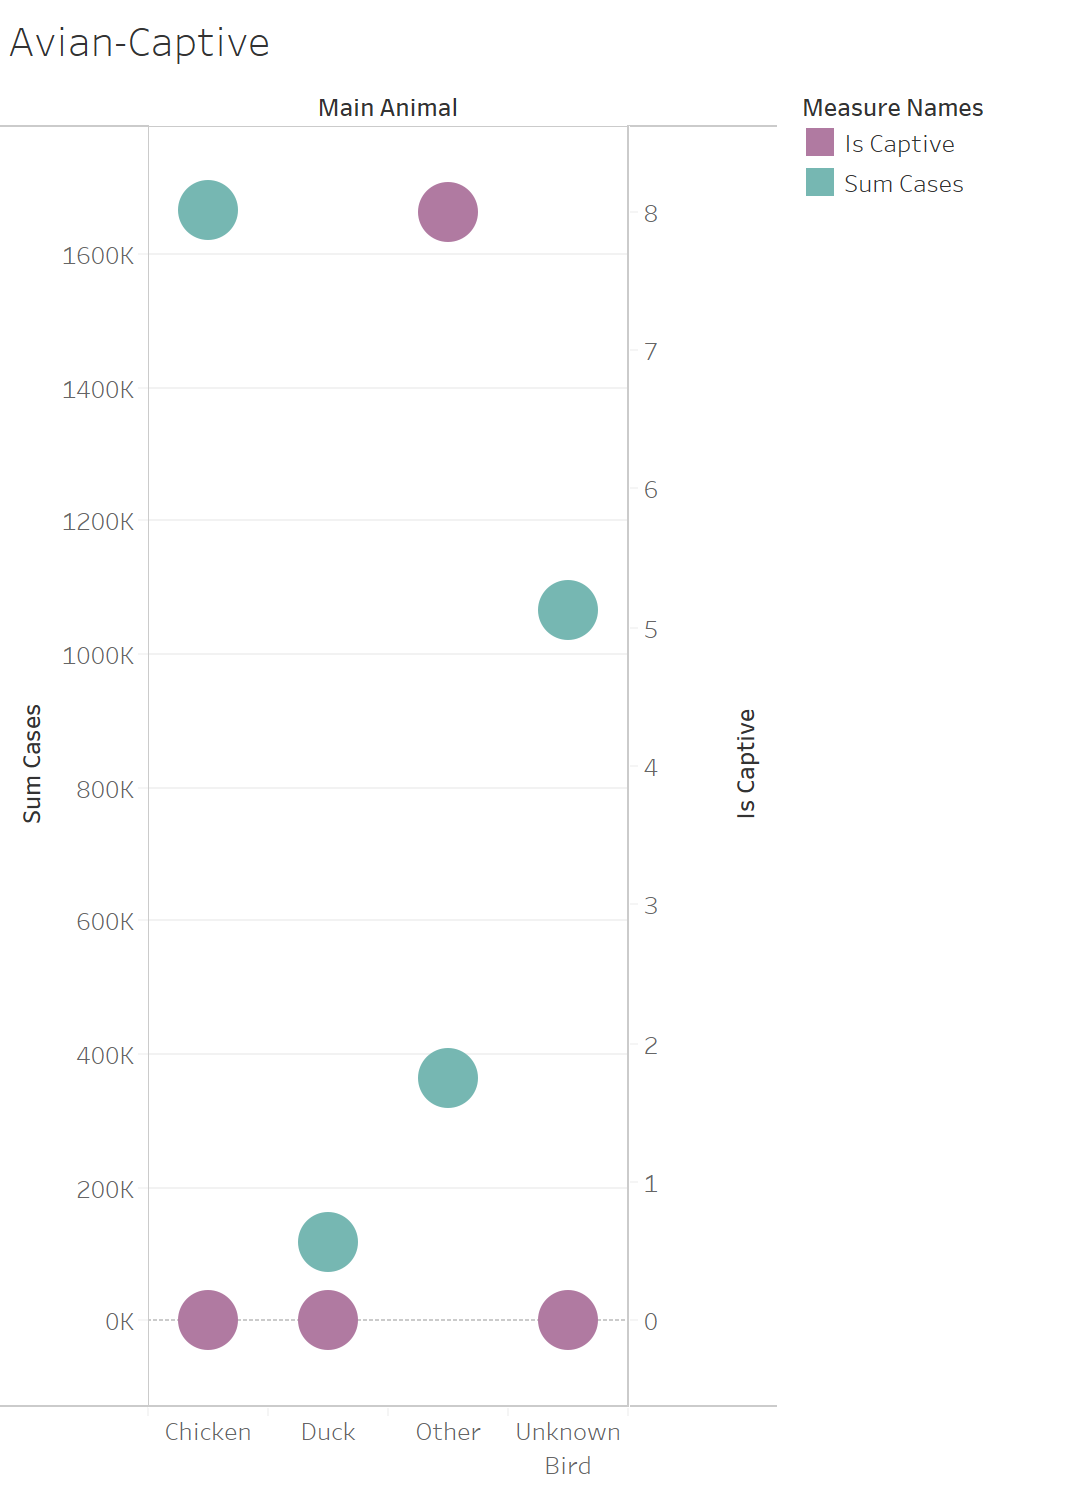 Avian-Captive
Main Animal
Measure Names
Is Captive
Sum Cases
1600K
1400K
1200K
1000K
800K
600K
400K
200K
0K
Sum Cases
8
7
6
5
4
3
2
1
0
Is Captive
Chicken
Duck
Other
Unknown
Bird